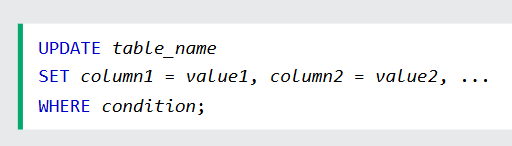 UPDATE table_name
SET column1 = value1, column2 = value2, ...
WHERE condition;